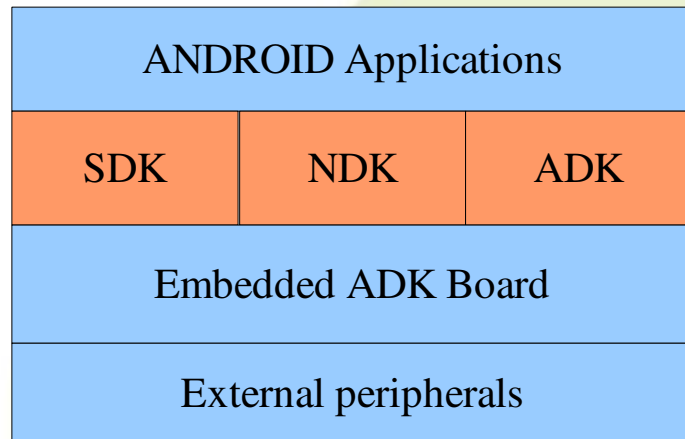 ANDROID Applications
SDK NDK ADK
Embedded ADK Board
External peripherals